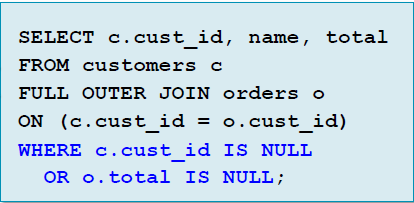 SELECT c.cust_id, name, total
FROM customers c
FULL OUTER JOIN orders o
ON (c.cust_id = o.cust_id)
WHERE c.cust_id IS NULL
OR o.total IS NULL;